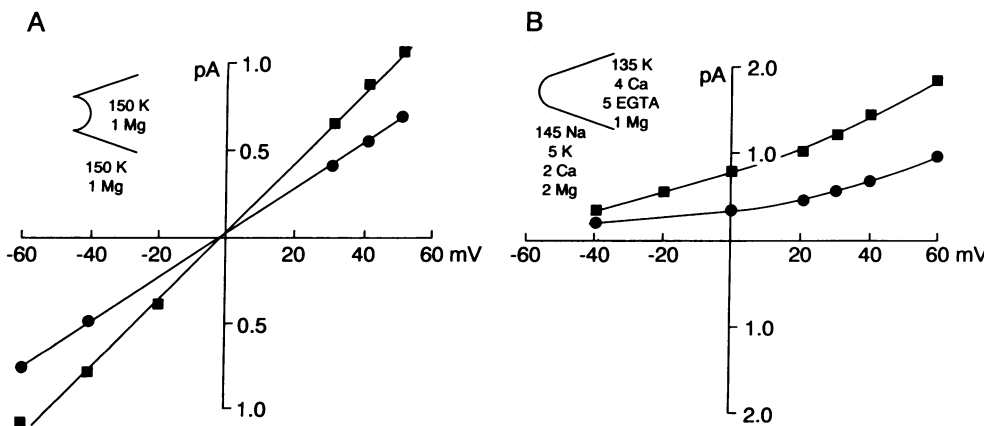 A
pA
1.0
0.5
150 K
1 Mg
150 K
1 Mg
-60 -40 -20 20 40 60 mV
0.5
1.0
B
pA
2.0
1.0
135 K
4 Ca
5 EGTA
1 Mg
145 Na
5 K
2 Ca
2 Mg
-60 -40 -20 0 20 40 60 mV
1.0
2.0